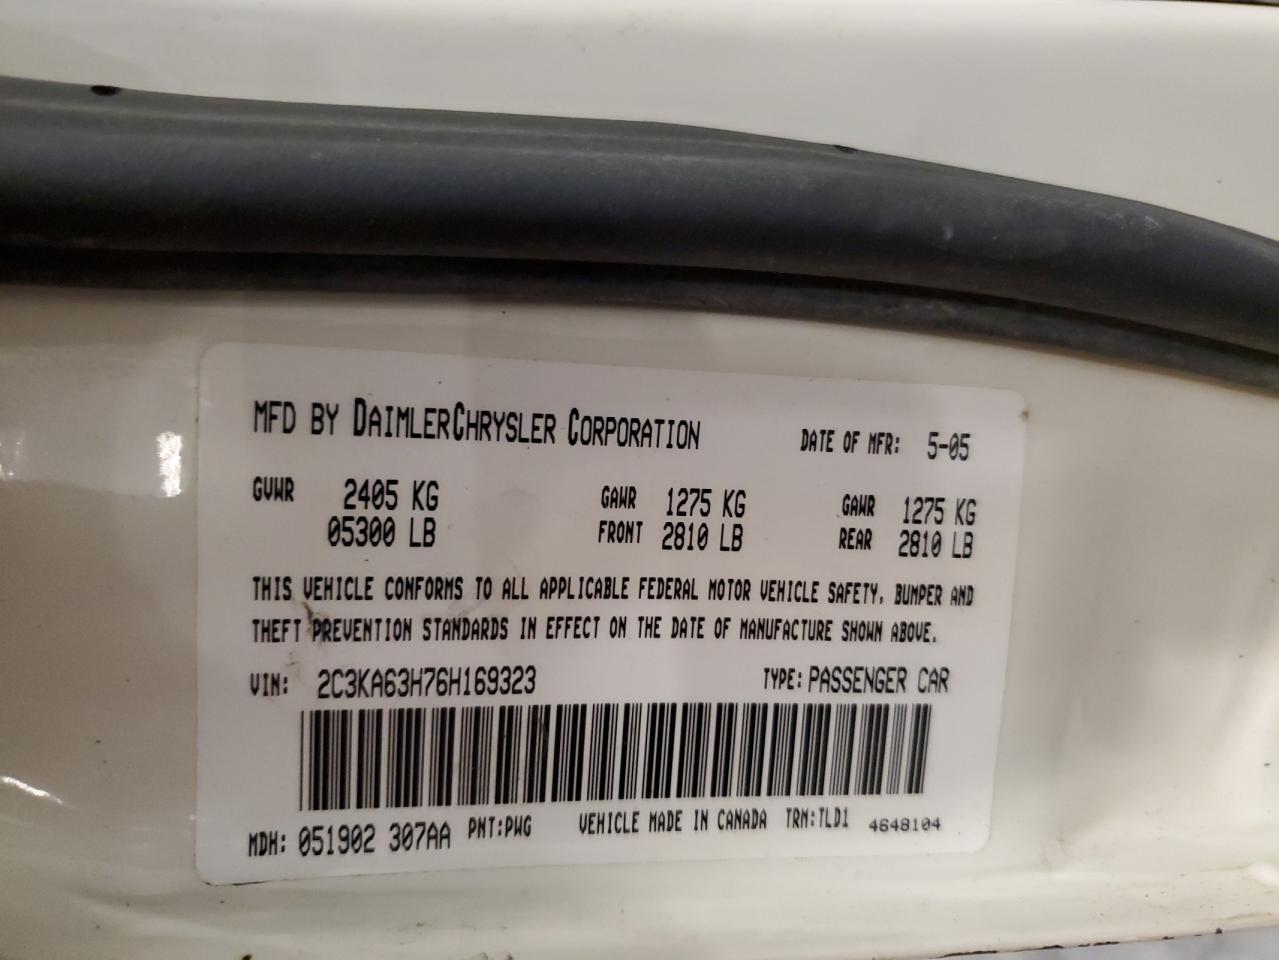 MFD BY DAIMLERCHRYSLER CORPORATION DATE OF MFR: 5-05
GVWR 2405 KG GAWR 1275 KG GAWR 1275 KG
05300 LB FRONT 2810 LB REAR 2810 LB
THIS VEHICLE CONFORMS TO ALL APPLICABLE FEDERAL MOTOR VEHICLE SAFETY, BUMPER AND
THEFT PREVENTION STANDARDS IN EFFECT ON THE DATE OF MANUFACTURE SHOWN ABOVE.
VIN: 2C3KA63H76H169323 TYPE: PASSENGER CAR
MDH: 051902 307AA PNT:PWG VEHICLE MADE IN CANADA TRM:TLD1 4648104